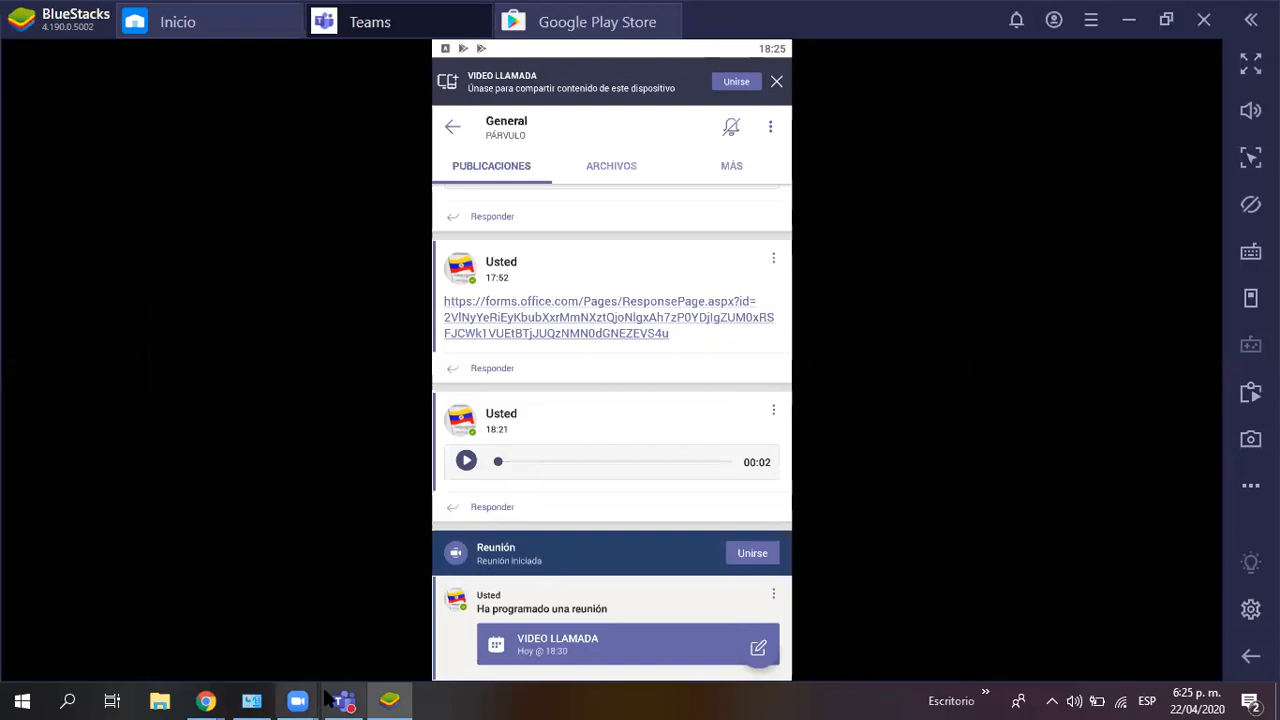 BlueStacks
4.190.0.5002
Inicio
Teams
Google Play Store
18:25
VIDEO LLAMADA
Únase para compartir contenido de este dispositivo
Unirse
General
PÁRVULO
PUBLICACIONES
ARCHIVOS
MÁS
Responder
Usted
17:52
https://forms.office.com/Pages/ResponsePage.aspx?id=
2VlNyYeRiEyKbubXxrMmNXztQjoNlgxAh7zP0YDjIgZUM0xRS
FJCWk1VUEtBTjJUQzNMN0dGNEZEVS4u
Responder
Usted
18:21
00:02
Responder
Reunión
Reunión iniciada
Unirse
Usted
Ha programado una reunión
VIDEO LLAMADA
Hoy @ 18:30
Escritorio
ESP
6:25 p. m.
22/04/2020
2